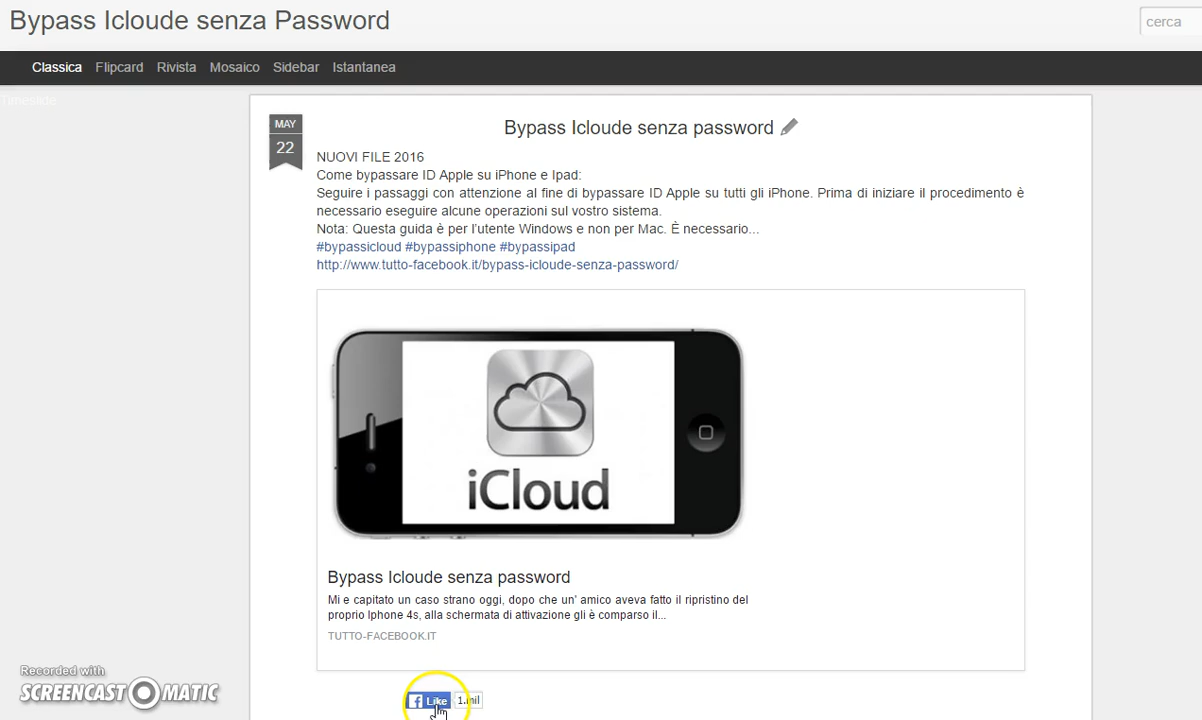 Bypass Icloude senza Password
cerca
Classica Flipcard Rivista Mosaico Sidebar Istantanea
Timeslide
MAY
22
Bypass Icloude senza password
NUOVI FILE 2016
Come bypassare ID Apple su iPhone e Ipad:
Seguire i passaggi con attenzione al fine di bypassare ID Apple su tutti gli iPhone. Prima di iniziare il procedimento è
necessario eseguire alcune operazioni sul vostro sistema.
Nota: Questa guida è per l'utente Windows e non per Mac. È necessario...
#bypassicloud #bypassiphone #bypassipad
http://www.tutto-facebook.it/bypass-icloude-senza-password/
iCloud
Bypass Icloude senza password
Mi e capitato un caso strano oggi, dopo che un' amico aveva fatto il ripristino del
proprio Iphone 4s, alla schermata di attivazione gli è comparso il...
TUTTO-FACEBOOK.IT
Recorded with
SCREENCAST-O-MATIC
Like 1.mil